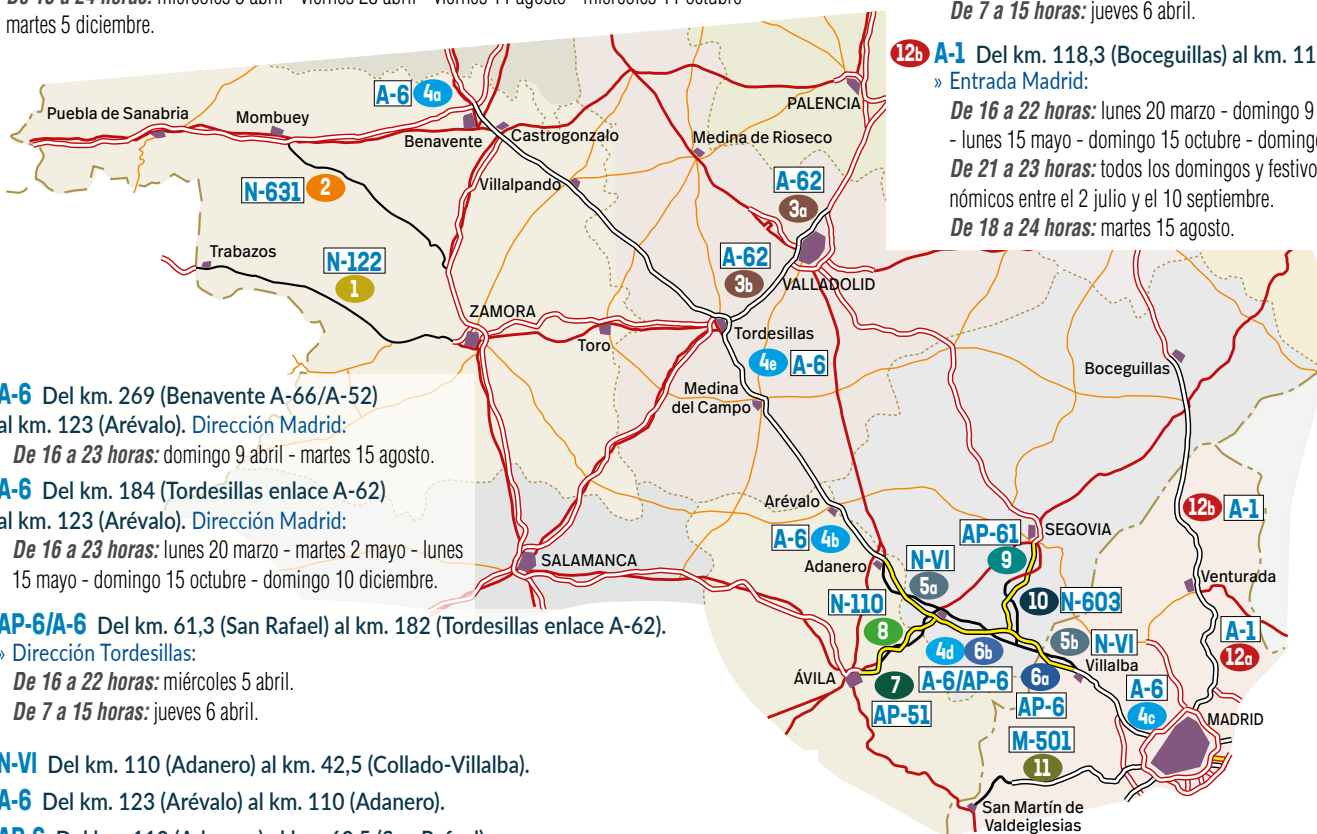 martes 5 diciembre.
De 7 a 15 horas: jueves 6 abril.
12b A-1 Del km. 118,3 (Boceguillas) al km. 11
» Entrada Madrid:
De 16 a 22 horas: lunes 20 marzo - domingo 9
- lunes 15 mayo - domingo 15 octubre - doming
De 21 a 23 horas: todos los domingos y festivo
nómicos entre el 2 julio y el 10 septiembre.
De 18 a 24 horas: martes 15 agosto.
A-6 4a
PALENCIA
Puebla de Sanabria
Mombuey
Benavente
Castrogonzalo
Medina de Rioseco
N-631 2
Villalpando
A-62
3a
Trabazos
N-122
1
A-62
3b
VALLADOLID
ZAMORA
Toro
Tordesillas
4e A-6
Boceguillas
Medina
del Campo
A-6 Del km. 269 (Benavente A-66/A-52)
al km. 123 (Arévalo). Dirección Madrid:
De 16 a 23 horas: domingo 9 abril - martes 15 agosto.
A-6 Del km. 184 (Tordesillas enlace A-62)
al km. 123 (Arévalo). Dirección Madrid:
De 16 a 23 horas: lunes 20 marzo - martes 2 mayo - lunes
15 mayo - domingo 15 octubre - domingo 10 diciembre.
AP-6/A-6 Del km. 61,3 (San Rafael) al km. 182 (Tordesillas enlace A-62).
» Dirección Tordesillas:
De 16 a 22 horas: miércoles 5 abril.
De 7 a 15 horas: jueves 6 abril.
N-VI Del km. 110 (Adanero) al km. 42,5 (Collado-Villalba).
A-6 Del km. 123 (Arévalo) al km. 110 (Adanero).
Arévalo
12b A-1
A-6 4b
AP-61
9
SEGOVIA
SALAMANCA
Adanero
N-VI
5a
Venturada
N-110
8
10 N-603
A-1
12a
5b N-VI
Villalba
4d 6b
A-6/AP-6
6a
AP-6
ÁVILA
7
AP-51
A-6
4c
MADRID
M-501
11
San Martín de
Valdeiglesias